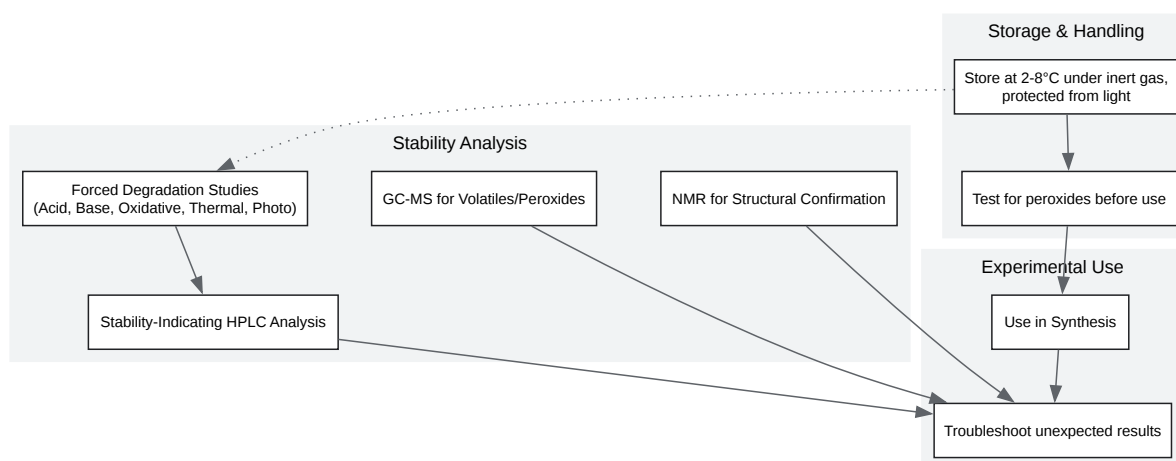 Storage & Handling
Store at 2-8°C under inert gas,
protected from light
Stability Analysis
Forced Degradation Studies
(Acid, Base, Oxidative, Thermal, Photo)
GC-MS for Volatiles/Peroxides
NMR for Structural Confirmation
Test for peroxides before use
Experimental Use
Stability-Indicating HPLC Analysis
Use in Synthesis
Troubleshoot unexpected results